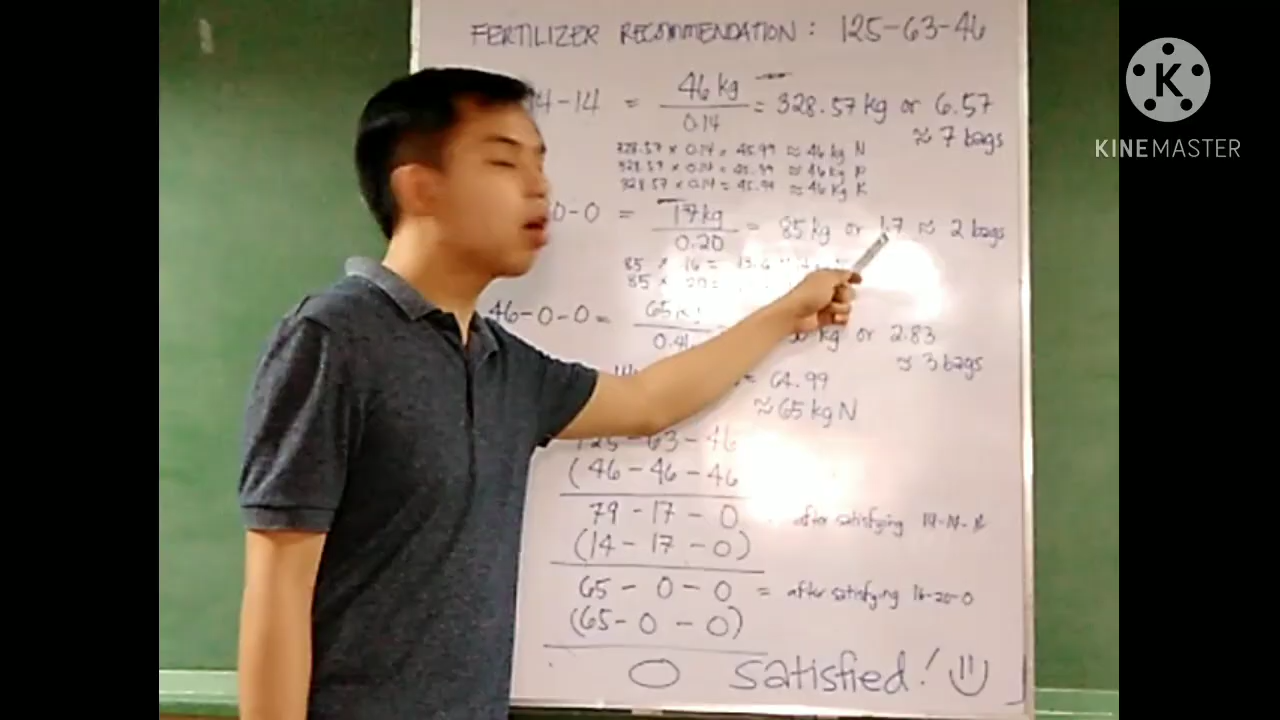 FERTILIZER RECOMMENDATION: 125-63-46
4-14 = 46 kg / 0.14 = 328.57 kg or 6.57
≈ 7 bags
328.57 x 0.14 = 45.99 ≈ 46 kg N
328.57 x 0.14 = 45.99 ≈ 46 kg P
328.57 x 0.14 = 45.99 ≈ 46 kg K
0-0 = 17 kg / 0.20 = 85 kg or 1.7 ≈ 2 bags
85 x 16 = 13.6
85 x 20 =
46-0-0 = 65 kg / 0.46 kg or 2.83
≈ 3 bags
= 64.99
≈ 65 kg N
125-63-46
(46-46-46
79-17-0 after satisfying 14-14-14
(14-17-0)
65-0-0 = after satisfying 16-20-0
(65-0-0)
0 satisfied!
K
KINEMASTER